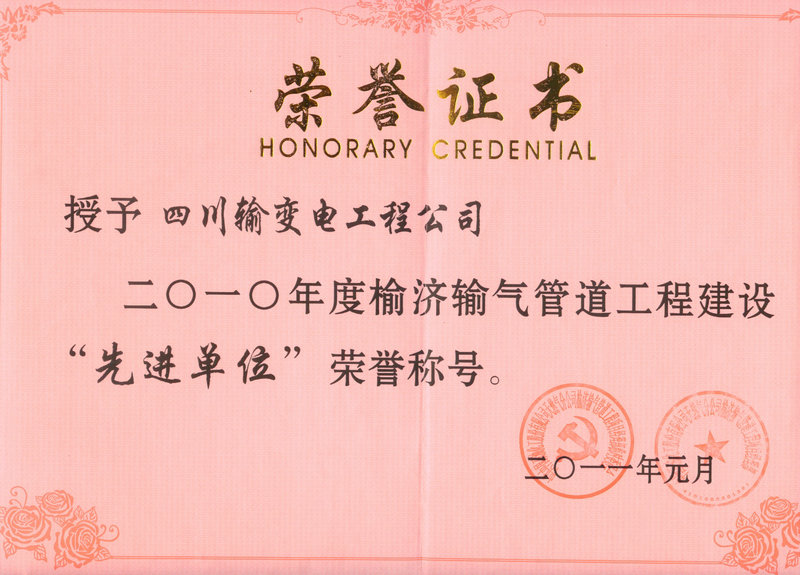 荣誉证书
HONORARY CREDENTIAL
授予 四川输变电工程公司
二〇一〇年度榆济输气管道工程建设
“先进单位”荣誉称号。
二〇一一年元月